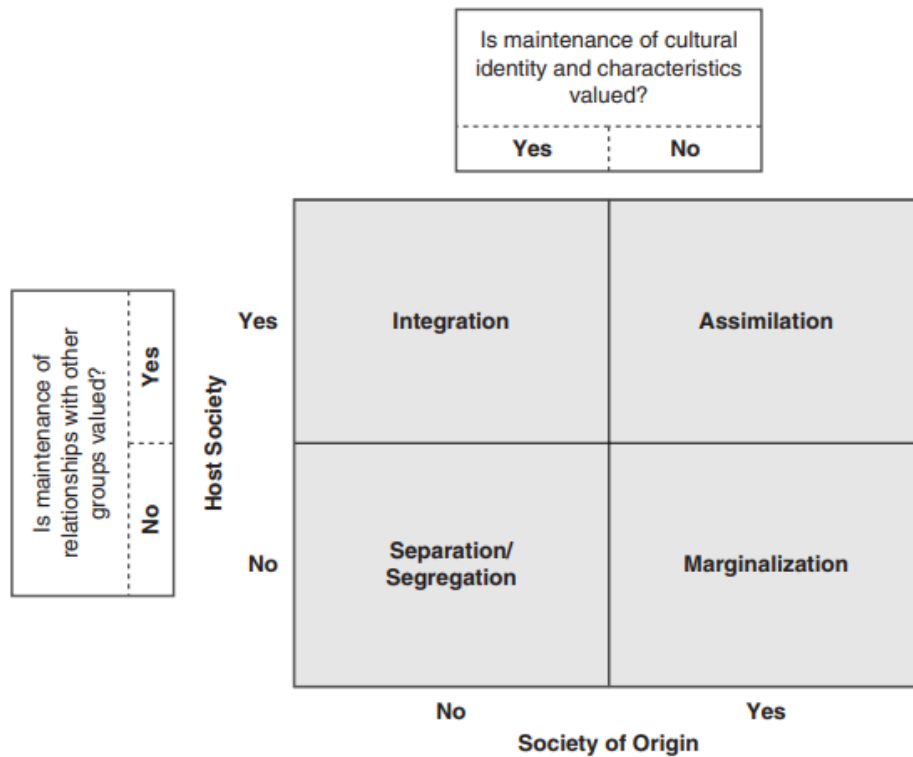 Is maintenance of cultural
identity and characteristics
valued?
Yes No
Is maintenance of
relationships with other
groups valued?
Yes
No
Host Society
Yes
Integration
Assimilation
No
Separation/
Segregation
Marginalization
No Yes
Society of Origin